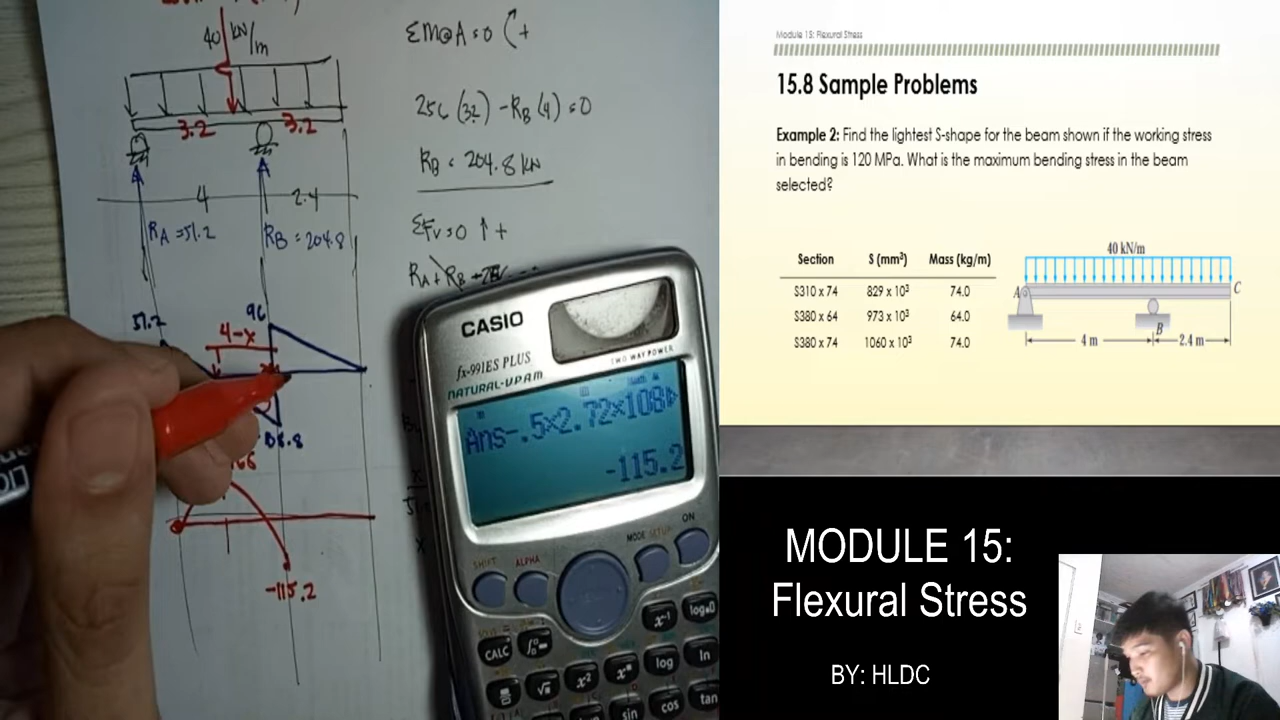 40 kN/m
3.2 3.2
4 2.4
RA = 51.2 RB = 204.8
51.2 96
4-x
-115.2
ΣM@A = 0 (+
256 (3.2) - RB (4) = 0
RB = 204.8 kN
ΣFv = 0 ↑ +
CASIO
fx-991ES PLUS
TWO WAY POWER
NATURAL-V.P.A.M.
Math
Ans-.5×2.72×108
-115.2
SHIFT ALPHA MODE SETUP ON
CALC ∫ x⁻¹ log
√ x² log ln
sin cos tan
Module 15: Flexural Stress
15.8 Sample Problems
Example 2: Find the lightest S-shape for the beam shown if the working stress
in bending is 120 MPa. What is the maximum bending stress in the beam
selected?
Section S (mm³) Mass (kg/m)
S310 x 74 829 x 10³ 74.0
S380 x 64 973 x 10³ 64.0
S380 x 74 1060 x 10³ 74.0
40 kN/m
A C
B
4 m 2.4 m
MODULE 15:
Flexural Stress
BY: HLDC